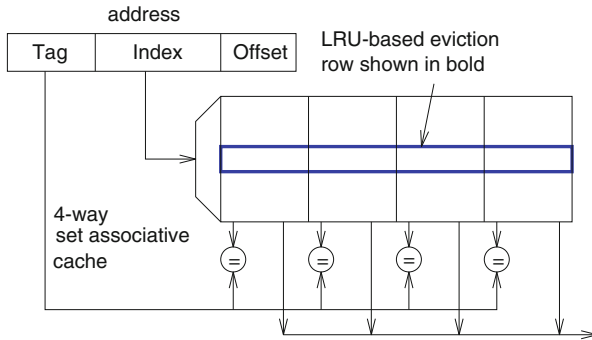 address
Tag Index Offset
LRU-based eviction
row shown in bold
4-way
set associative
cache
= = = =